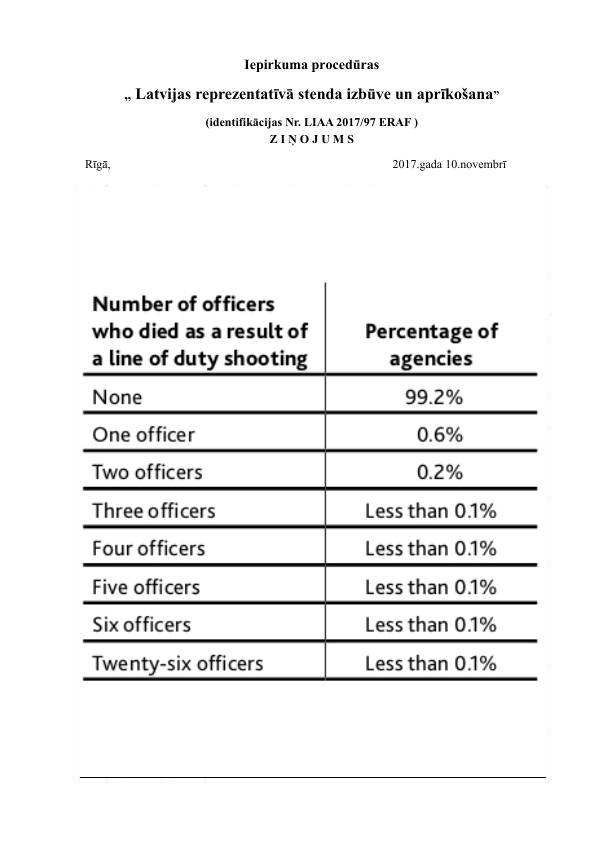 Iepirkuma procedūras
„ Latvijas reprezentatīvā stenda izbūve un aprīkošana”
(identifikācijas Nr. LIAA 2017/97 ERAF )
Z I Ņ O J U M S
Rīgā, 2017.gada 10.novembrī
Number of officers
who died as a result of
a line of duty shooting
Percentage of
agencies
None 99.2%
One officer 0.6%
Two officers 0.2%
Three officers Less than 0.1%
Four officers Less than 0.1%
Five officers Less than 0.1%
Six officers Less than 0.1%
Twenty-six officers Less than 0.1%